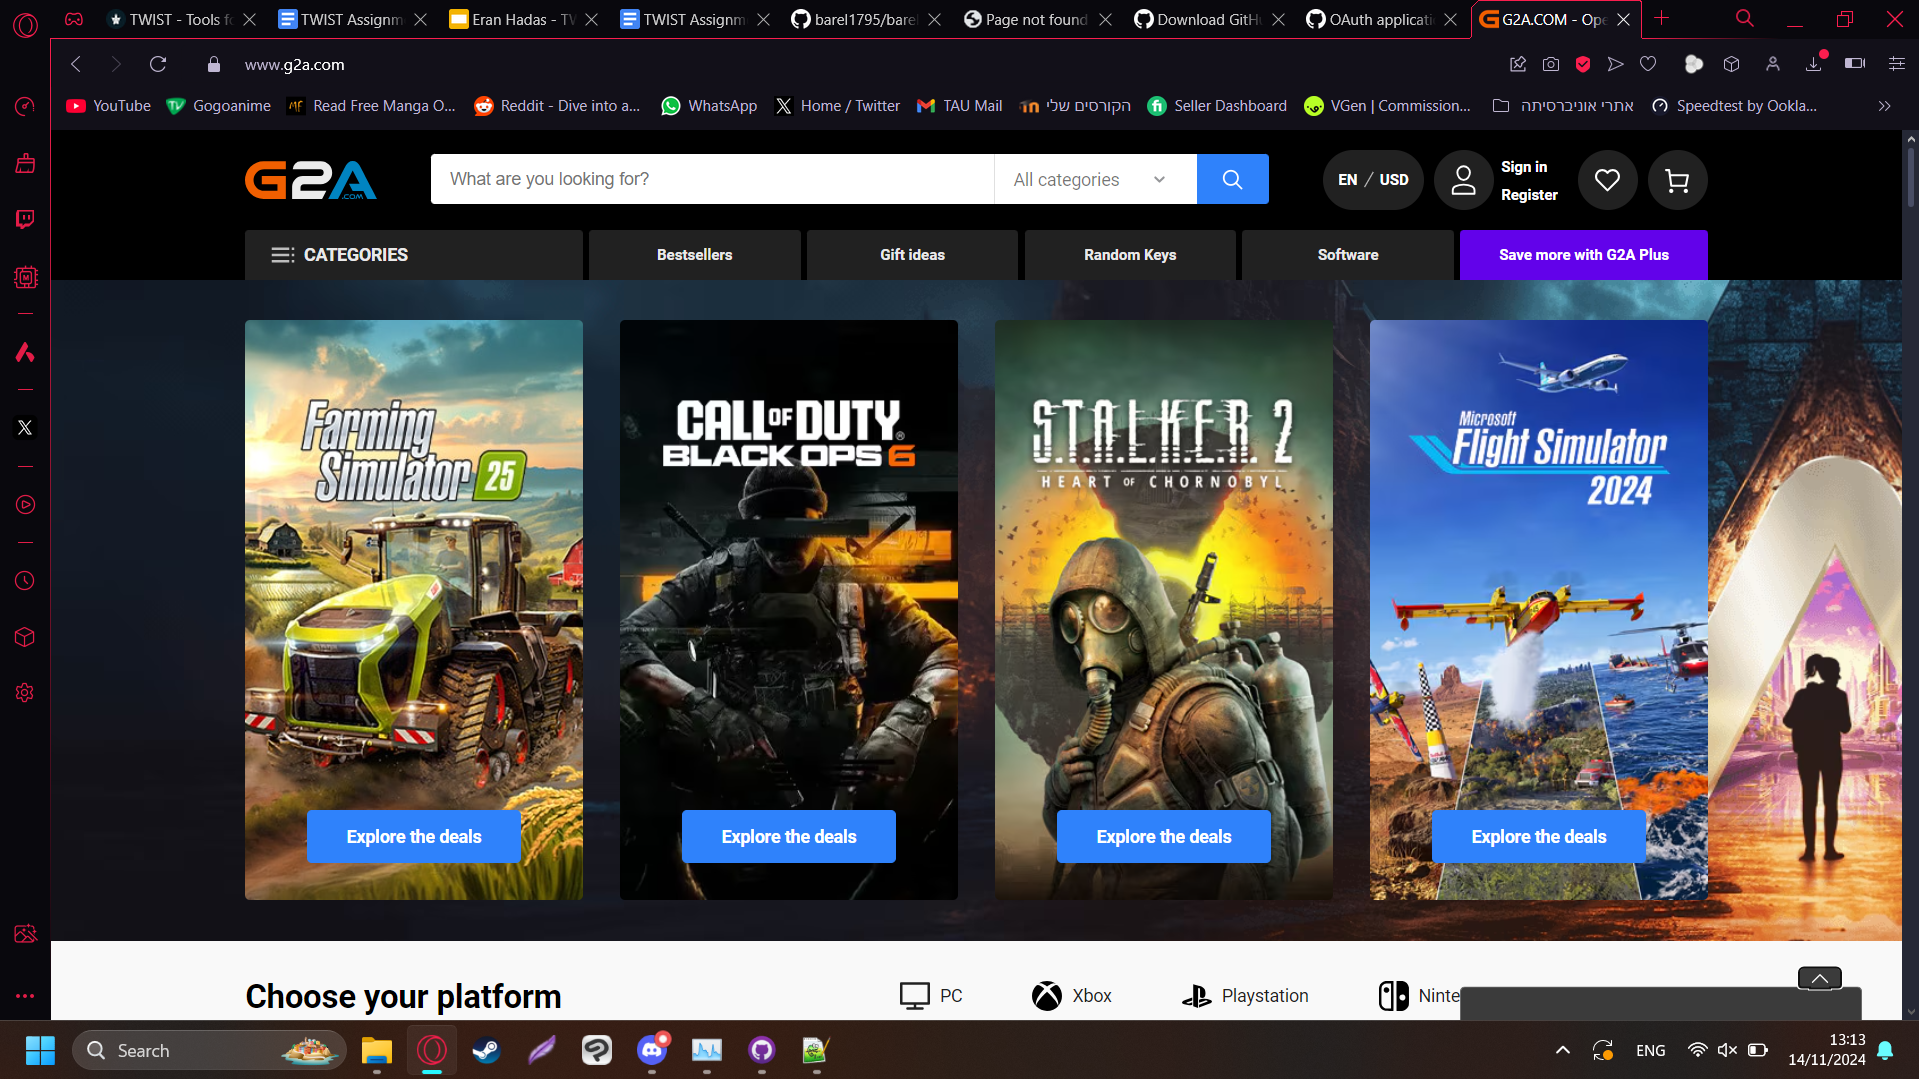 TWIST - Tools fo
TWIST Assignm
Eran Hadas - TW
TWIST Assignm
barel1795/bare
Page not found
Download GitHu
OAuth applicati
G2A.COM - Ope
www.g2a.com
YouTube
Gogoanime
Read Free Manga O...
Reddit - Dive into a...
WhatsApp
Home / Twitter
TAU Mail
הקורסים שלי
Seller Dashboard
VGen | Commission...
אתרי אוניברסיטה
Speedtest by Ookla...
G2A
.COM
What are you looking for?
All categories
EN / USD
Sign in
Register
CATEGORIES
Bestsellers
Gift ideas
Random Keys
Software
Save more with G2A Plus
Farming
Simulator 25
CALL OF DUTY
BLACK OPS 6
S.T.A.L.K.E.R. 2
HEART OF CHORNOBYL
Microsoft
Flight Simulator
2024
Explore the deals
Explore the deals
Explore the deals
Explore the deals
Choose your platform
PC
Xbox
Playstation
Ninte
Search
ENG
13:13
14/11/2024